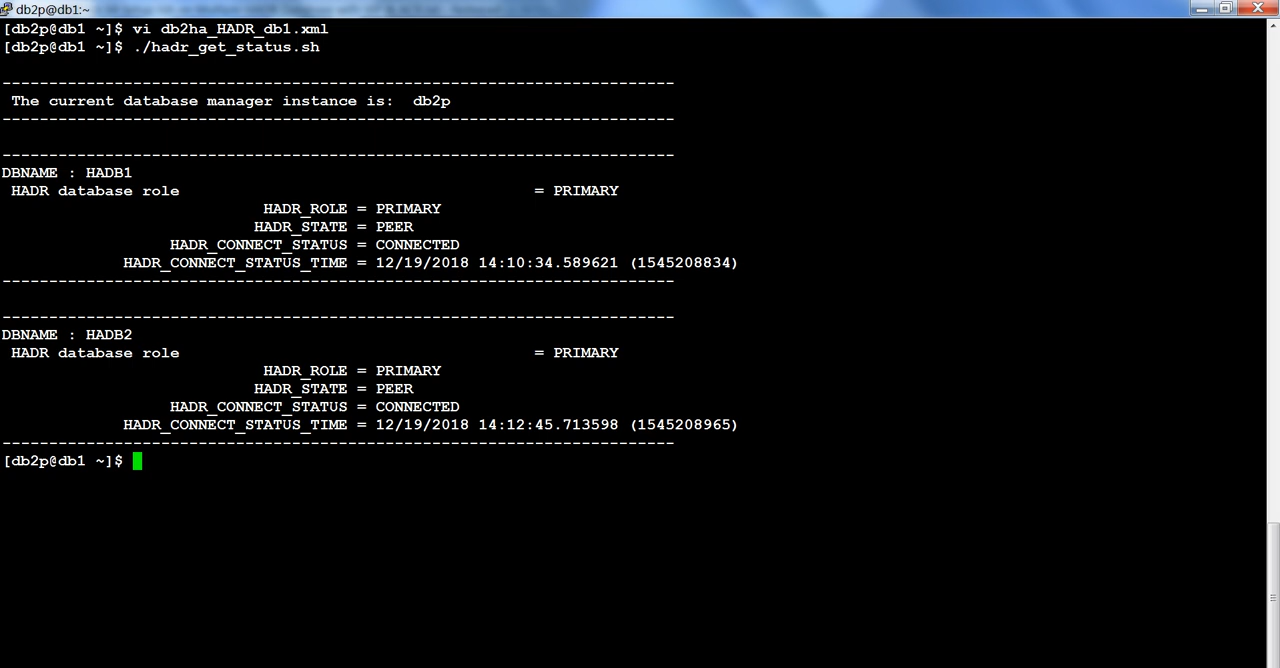 db2p@db1:~
[db2p@db1 ~]$ vi db2ha_HADR_db1.xml
[db2p@db1 ~]$ ./hadr_get_status.sh
------------------------------------------------------------------------
The current database manager instance is:  db2p
------------------------------------------------------------------------
------------------------------------------------------------------------
DBNAME : HADB1
HADR database role                                      = PRIMARY
HADR_ROLE = PRIMARY
HADR_STATE = PEER
HADR_CONNECT_STATUS = CONNECTED
HADR_CONNECT_STATUS_TIME = 12/19/2018 14:10:34.589621 (1545208834)
------------------------------------------------------------------------
------------------------------------------------------------------------
DBNAME : HADB2
HADR database role                                      = PRIMARY
HADR_ROLE = PRIMARY
HADR_STATE = PEER
HADR_CONNECT_STATUS = CONNECTED
HADR_CONNECT_STATUS_TIME = 12/19/2018 14:12:45.713598 (1545208965)
------------------------------------------------------------------------
[db2p@db1 ~]$